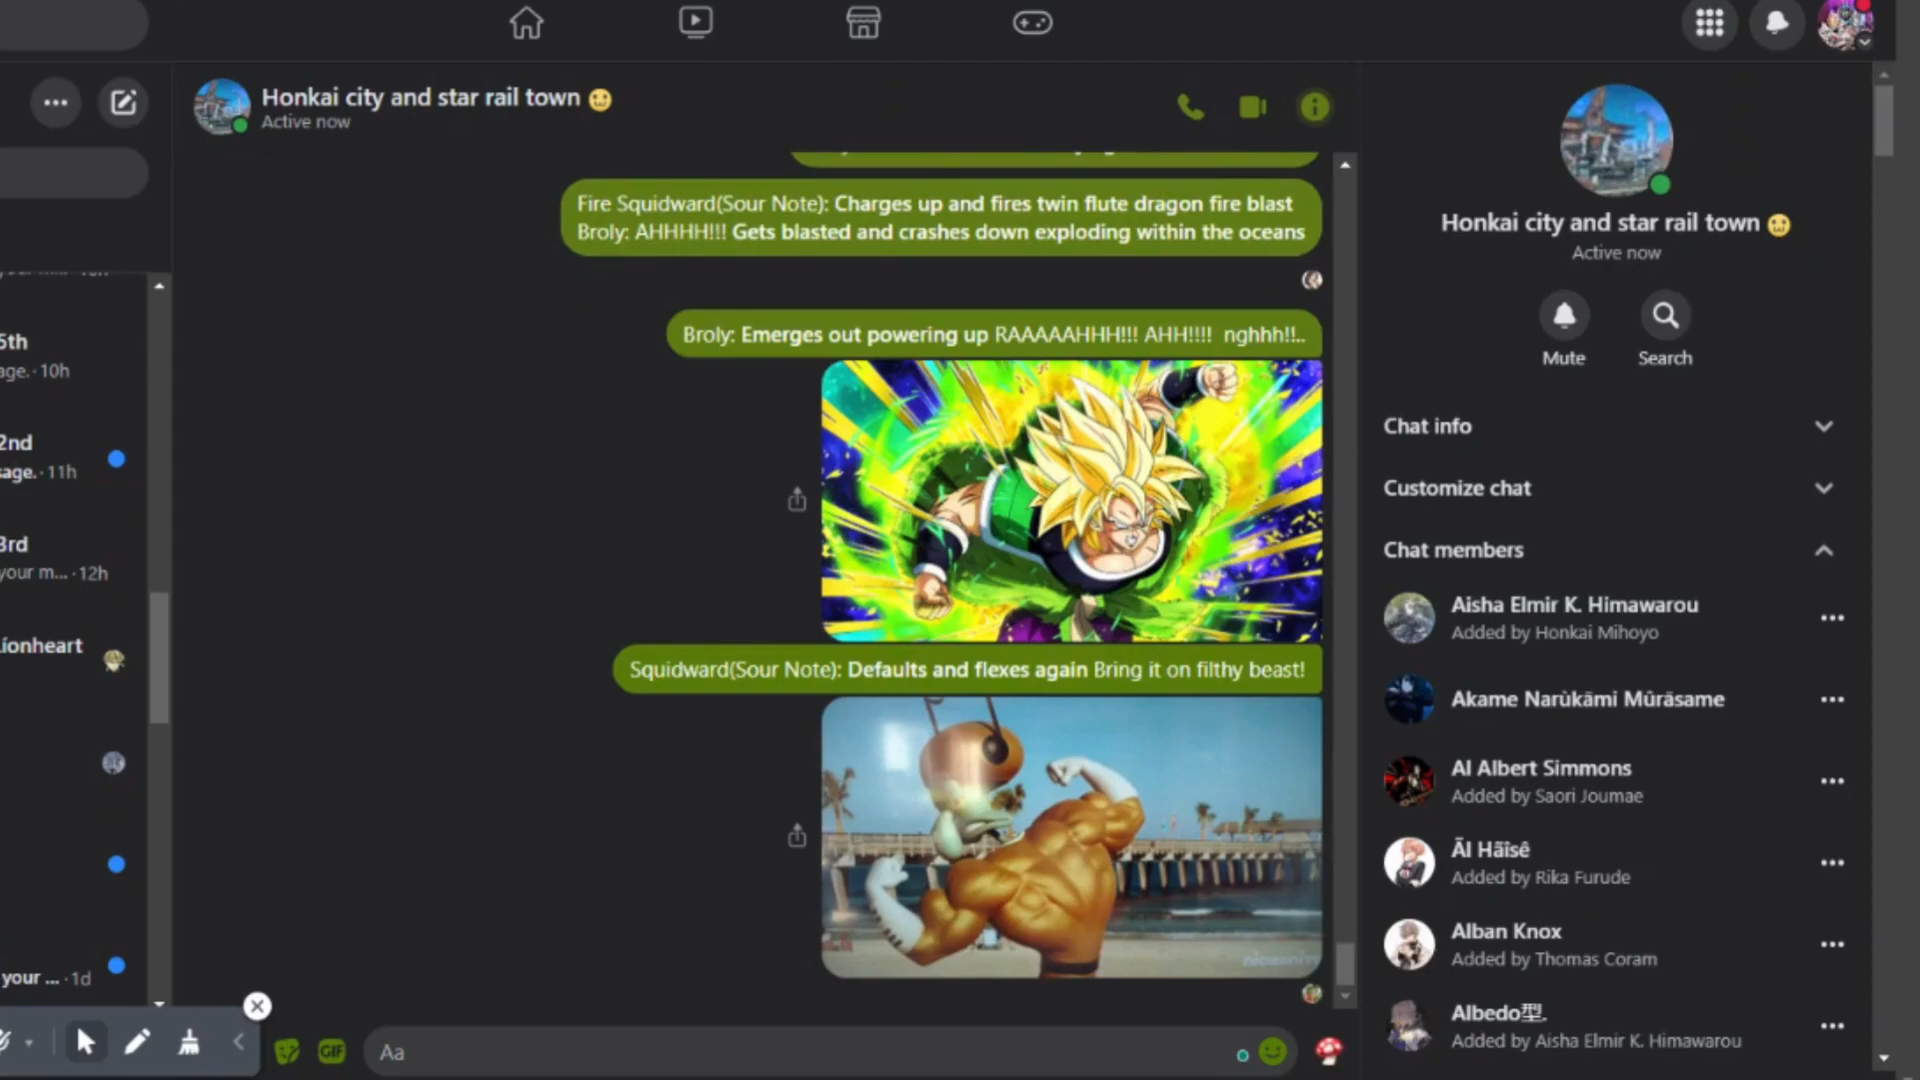 Honkai city and star rail town
Active now
Fire Squidward(Sour Note): Charges up and fires twin flute dragon fire blast
Broly: AHHHH!!! Gets blasted and crashes down exploding within the oceans
Broly: Emerges out powering up RAAAAAHHH!!! AHH!!!! nghhh!!..
Squidward(Sour Note): Defaults and flexes again Bring it on filthy beast!
Aa
GIF
5th
age. · 10h
2nd
sage. · 11h
3rd
your m... · 12h
ionheart
your ... · 1d
Honkai city and star rail town
Active now
Mute
Search
Chat info
Customize chat
Chat members
Aisha Elmir K. Himawarou
Added by Honkai Mihoyo
Akame Narùkāmi Mûrāsame
Al Albert Simmons
Added by Saori Joumae
Ãl Hãîsê
Added by Rika Furude
Alban Knox
Added by Thomas Coram
Albedo型.
Added by Aisha Elmir K. Himawarou